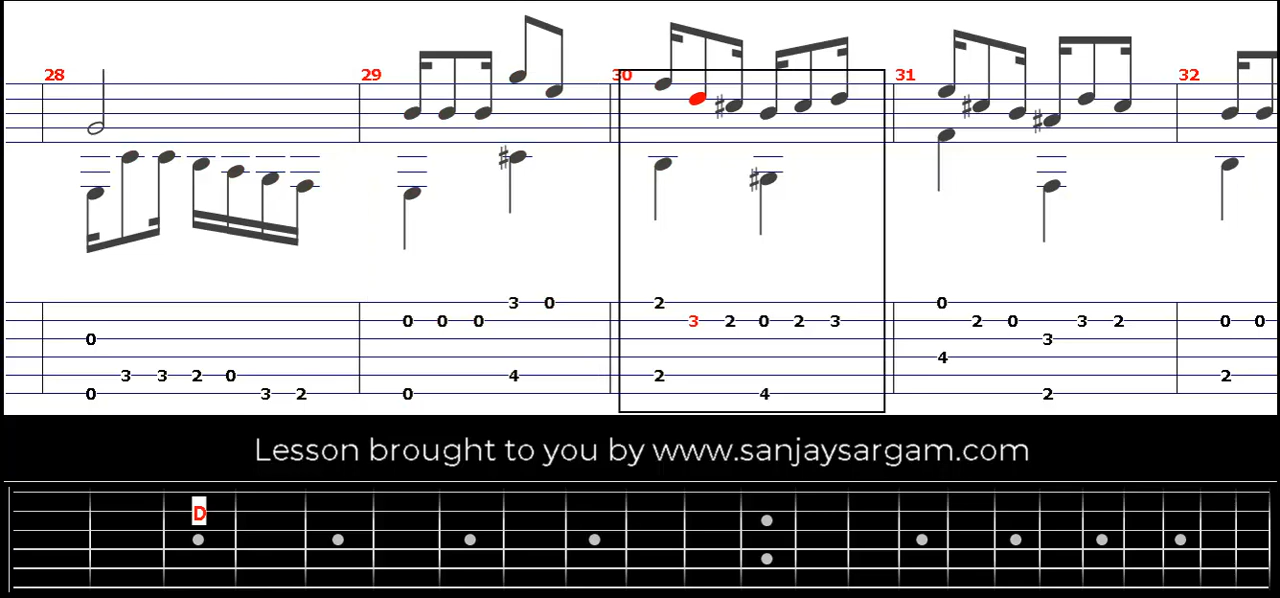 28 29 30 31 32
3 0 2 0
0 0 0 3 2 0 2 3 2 0 3 2 0 0
0 3
4
3 3 2 0 4 2 2
0 3 2 0 4 2
Lesson brought to you by www.sanjaysargam.com
D